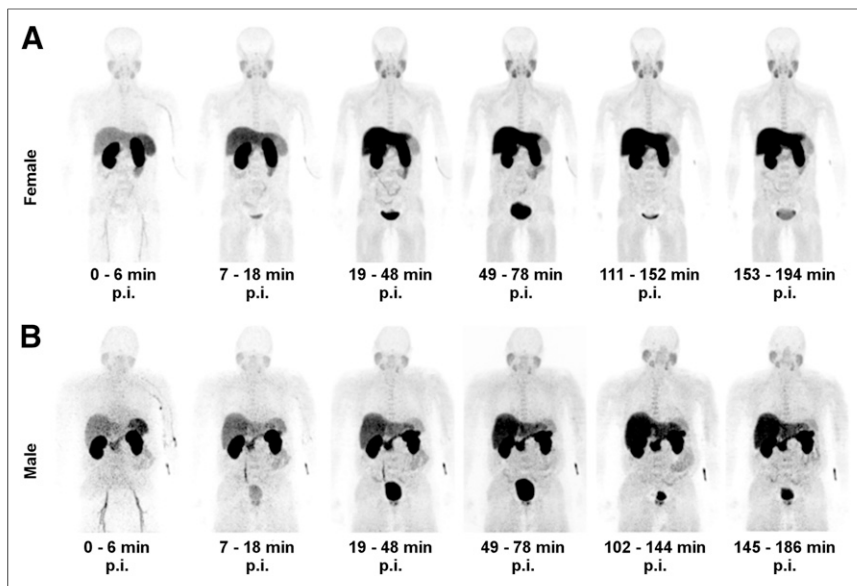 A
Female
0 - 6 min
p.i.
7 - 18 min
p.i.
19 - 48 min
p.i.
49 - 78 min
p.i.
111 - 152 min
p.i.
153 - 194 min
p.i.
B
Male
0 - 6 min
p.i.
7 - 18 min
p.i.
19 - 48 min
p.i.
49 - 78 min
p.i.
102 - 144 min
p.i.
145 - 186 min
p.i.